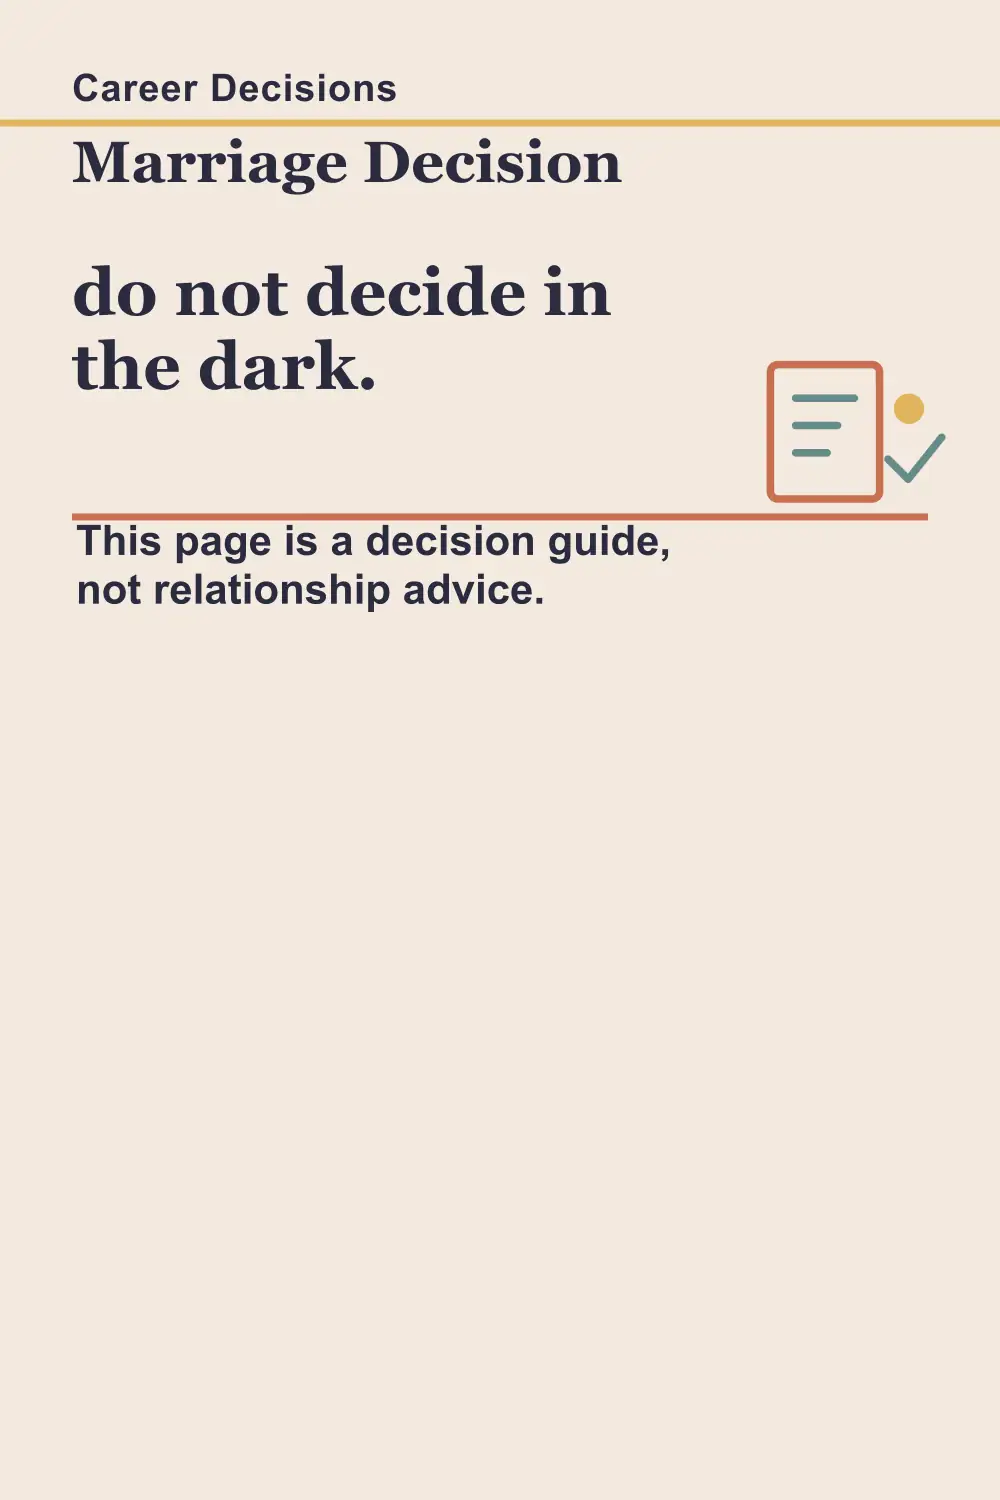 Career Decisions
Marriage Decision
do not decide in
the dark.
This page is a decision guide,
not relationship advice.